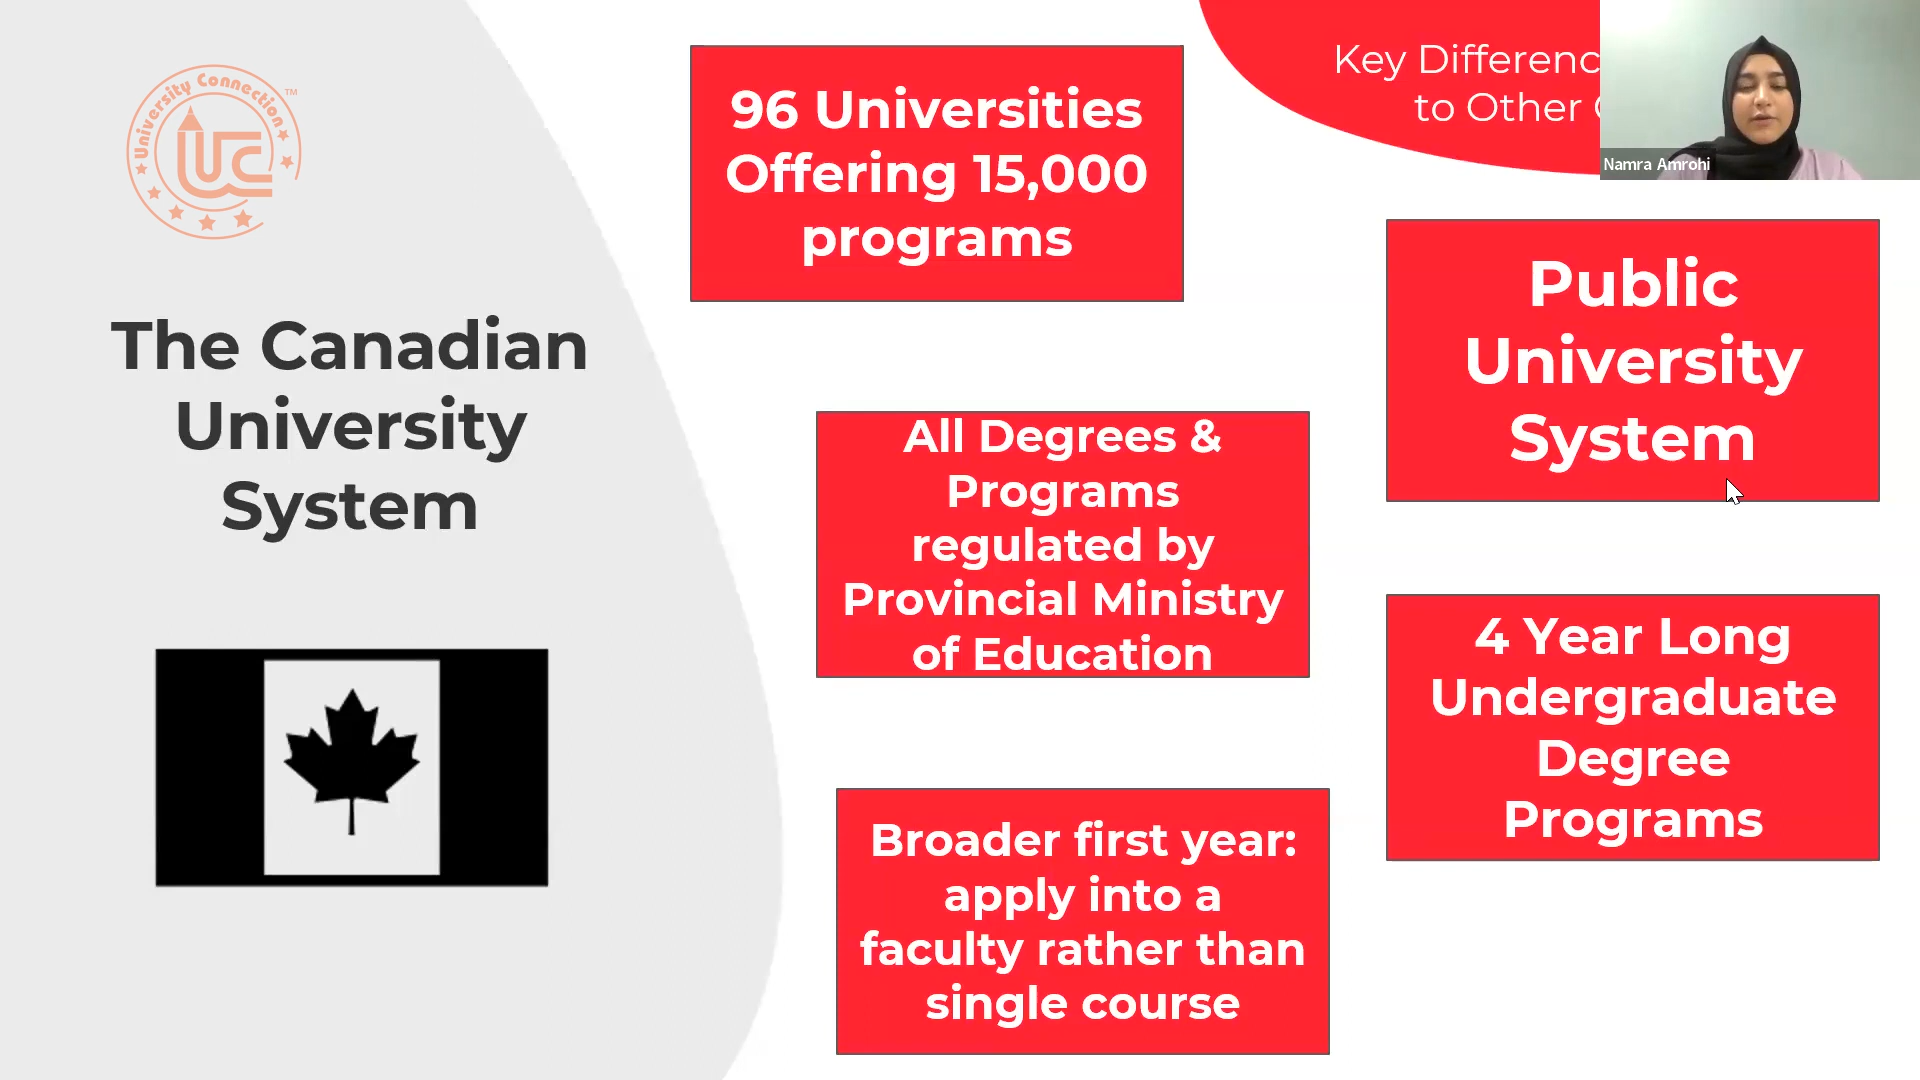 University Connection
TM
UC
The Canadian
University
System
96 Universities
Offering 15,000
programs
Key Differenc
to Other
Namra Amrohi
Public
University
System
All Degrees &
Programs
regulated by
Provincial Ministry
of Education
4 Year Long
Undergraduate
Degree
Programs
Broader first year:
apply into a
faculty rather than
single course